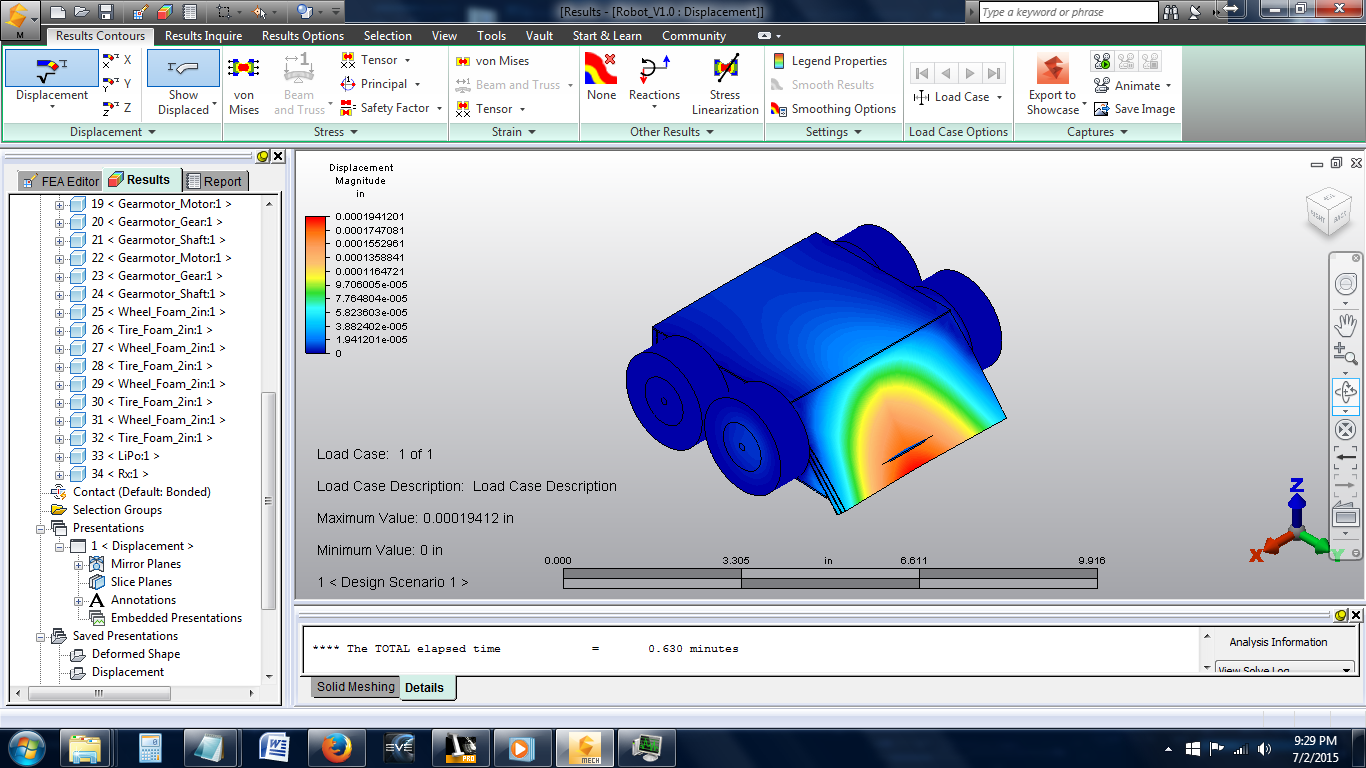 [Results - [Robot_V1.0 : Displacement]]
Type a keyword or phrase
M
Results Contours
Results Inquire
Results Options
Selection
View
Tools
Vault
Start & Learn
Community
Displacement
X
Y
Z
Show
Displaced
Displacement
von
Mises
Beam
and Truss
Tensor
Principal
Safety Factor
Stress
von Mises
Beam and Truss
Tensor
Strain
None
Reactions
Stress
Linearization
Other Results
Legend Properties
Smooth Results
Smoothing Options
Settings
Load Case
Load Case Options
Export to
Showcase
Animate
Save Image
Captures
FEA Editor
Results
Report
19 < Gearmotor_Motor:1 >
20 < Gearmotor_Gear:1 >
21 < Gearmotor_Shaft:1 >
22 < Gearmotor_Motor:1 >
23 < Gearmotor_Gear:1 >
24 < Gearmotor_Shaft:1 >
25 < Wheel_Foam_2in:1 >
26 < Tire_Foam_2in:1 >
27 < Wheel_Foam_2in:1 >
28 < Tire_Foam_2in:1 >
29 < Wheel_Foam_2in:1 >
30 < Tire_Foam_2in:1 >
31 < Wheel_Foam_2in:1 >
32 < Tire_Foam_2in:1 >
33 < LiPo:1 >
34 < Rx:1 >
Contact (Default: Bonded)
Selection Groups
Presentations
1 < Displacement >
Mirror Planes
Slice Planes
Annotations
Embedded Presentations
Saved Presentations
Deformed Shape
Displacement
Displacement
Magnitude
in
0.0001941201
0.0001747081
0.0001552961
0.0001358841
0.0001164721
9.706005e-005
7.764804e-005
5.823603e-005
3.882402e-005
1.941201e-005
0
RIGHT
BACK
Load Case: 1 of 1
Load Case Description: Load Case Description
Maximum Value: 0.00019412 in
Minimum Value: 0 in
1 < Design Scenario 1 >
0.000
3.305
in
6.611
9.916
Z
X
Y
**** The TOTAL elapsed time = 0.630 minutes
Analysis Information
View Solve Log
Solid Meshing
Details
EVE
PRO
MECH
9:29 PM
7/2/2015